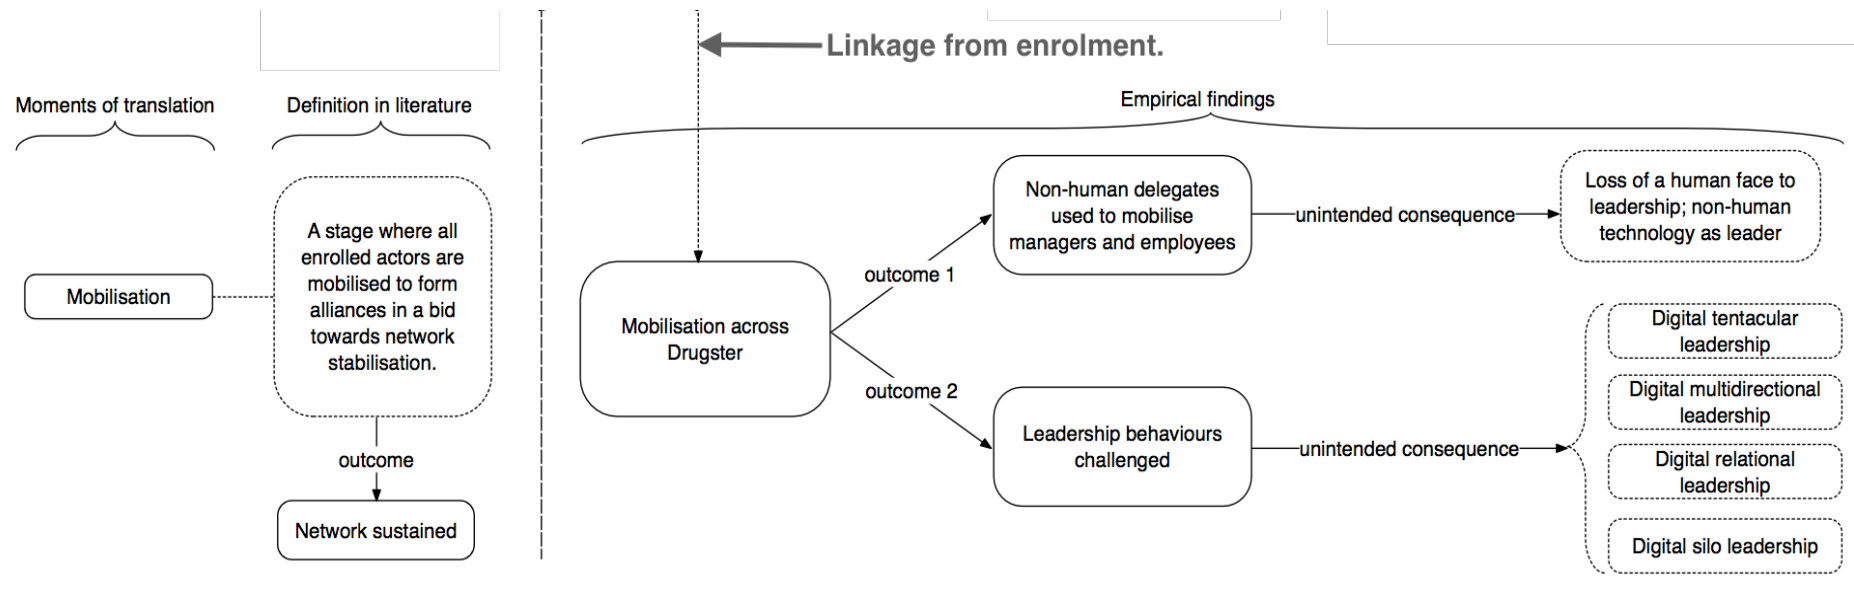 Linkage from enrolment.
Moments of translation
Definition in literature
Empirical findings
Mobilisation
A stage where all
enrolled actors are
mobilised to form
alliances in a bid
towards network
stabilisation.
outcome
Network sustained
Mobilisation across
Drugster
outcome 1
Non-human delegates
used to mobilise
managers and employees
unintended consequence
Loss of a human face to
leadership; non-human
technology as leader
outcome 2
Leadership behaviours
challenged
unintended consequence
Digital tentacular
leadership
Digital multidirectional
leadership
Digital relational
leadership
Digital silo leadership